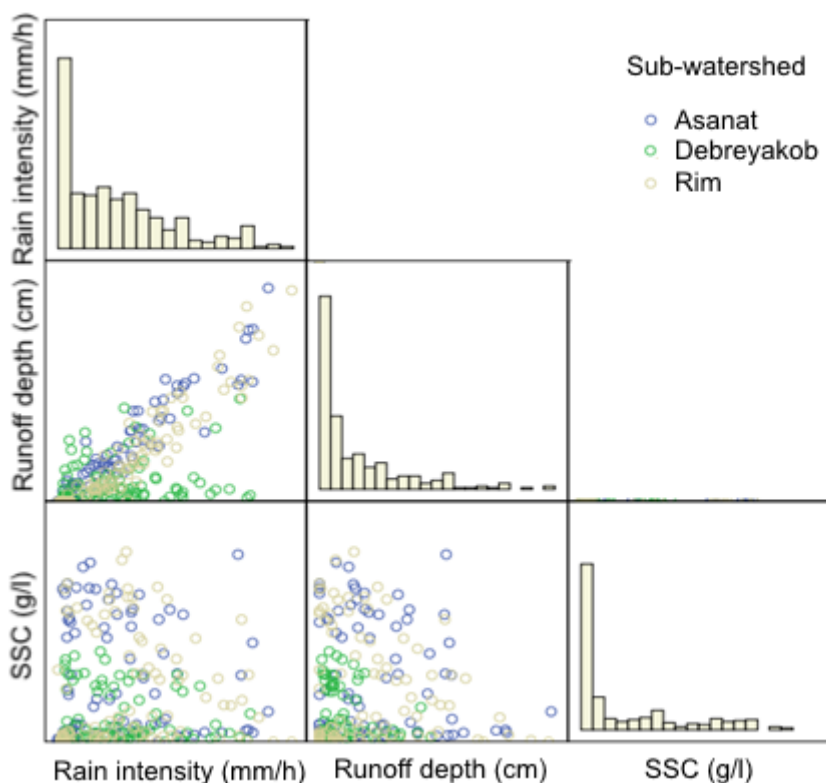 Rain intensity (mm/h)
Sub-watershed
Asanat
Debreyakob
Rim
Runoff depth (cm)
SSC (g/l)
Rain intensity (mm/h)
Runoff depth (cm)
SSC (g/l)